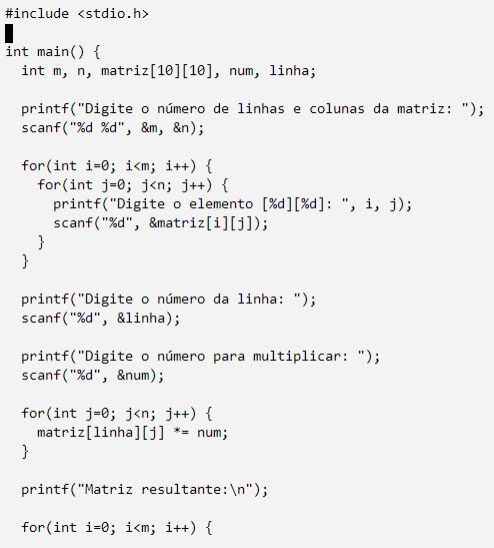 #include <stdio.h>
int main() {
  int m, n, matriz[10][10], num, linha;
  printf("Digite o número de linhas e colunas da matriz: ");
  scanf("%d %d", &m, &n);
  for(int i=0; i<m; i++) {
    for(int j=0; j<n; j++) {
      printf("Digite o elemento [%d][%d]: ", i, j);
      scanf("%d", &matriz[i][j]);
    }
  }
  printf("Digite o número da linha: ");
  scanf("%d", &linha);
  printf("Digite o número para multiplicar: ");
  scanf("%d", &num);
  for(int j=0; j<n; j++) {
    matriz[linha][j] *= num;
  }
  printf("Matriz resultante:\n");
  for(int i=0; i<m; i++) {